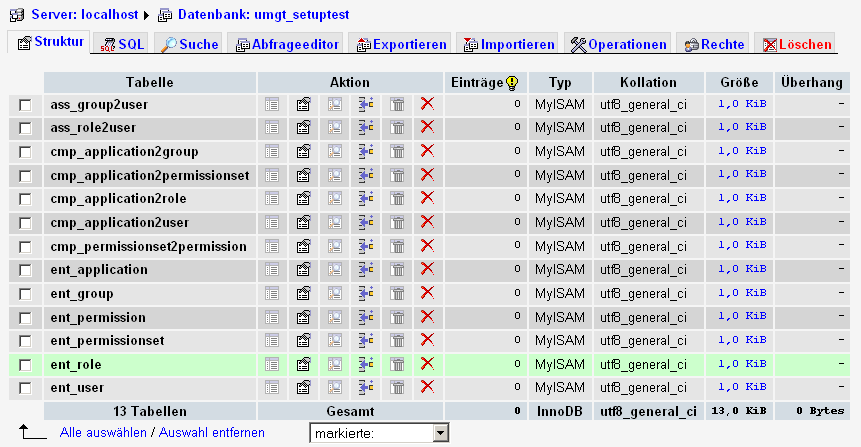 Server: localhost Datenbank: umgt_setuptest
Struktur SQL Suche Abfrageeditor Exportieren Importieren Operationen Rechte Löschen
Tabelle Aktion Einträge Typ Kollation Größe Überhang
ass_group2user 0 MyISAM utf8_general_ci 1,0 KiB -
ass_role2user 0 MyISAM utf8_general_ci 1,0 KiB -
cmp_application2group 0 MyISAM utf8_general_ci 1,0 KiB -
cmp_application2permissionset 0 MyISAM utf8_general_ci 1,0 KiB -
cmp_application2role 0 MyISAM utf8_general_ci 1,0 KiB -
cmp_application2user 0 MyISAM utf8_general_ci 1,0 KiB -
cmp_permissionset2permission 0 MyISAM utf8_general_ci 1,0 KiB -
ent_application 0 MyISAM utf8_general_ci 1,0 KiB -
ent_group 0 MyISAM utf8_general_ci 1,0 KiB -
ent_permission 0 MyISAM utf8_general_ci 1,0 KiB -
ent_permissionset 0 MyISAM utf8_general_ci 1,0 KiB -
ent_role 0 MyISAM utf8_general_ci 1,0 KiB -
ent_user 0 MyISAM utf8_general_ci 1,0 KiB -
13 Tabellen Gesamt 0 InnoDB utf8_general_ci 13,0 KiB 0 Bytes
Alle auswählen / Auswahl entfernen markierte: